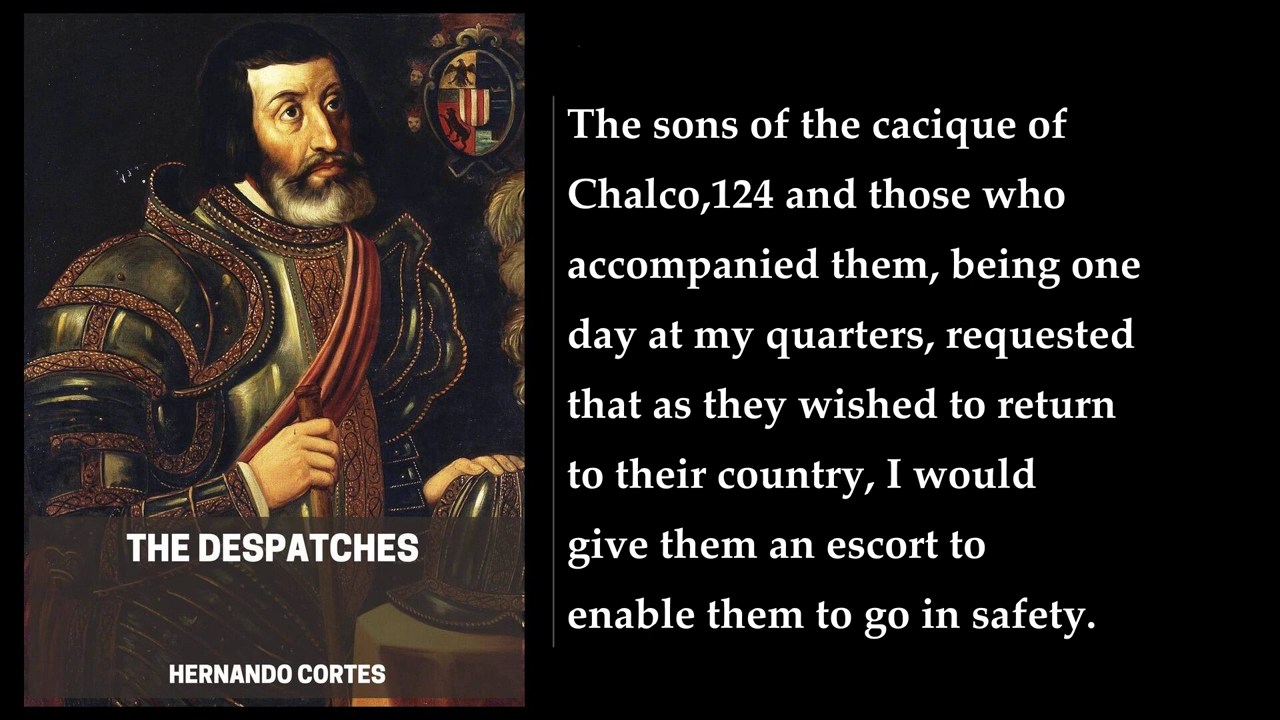 THE DESPATCHES
HERNANDO CORTES
The sons of the cacique of
Chalco,124 and those who
accompanied them, being one
day at my quarters, requested
that as they wished to return
to their country, I would
give them an escort to
enable them to go in safety.